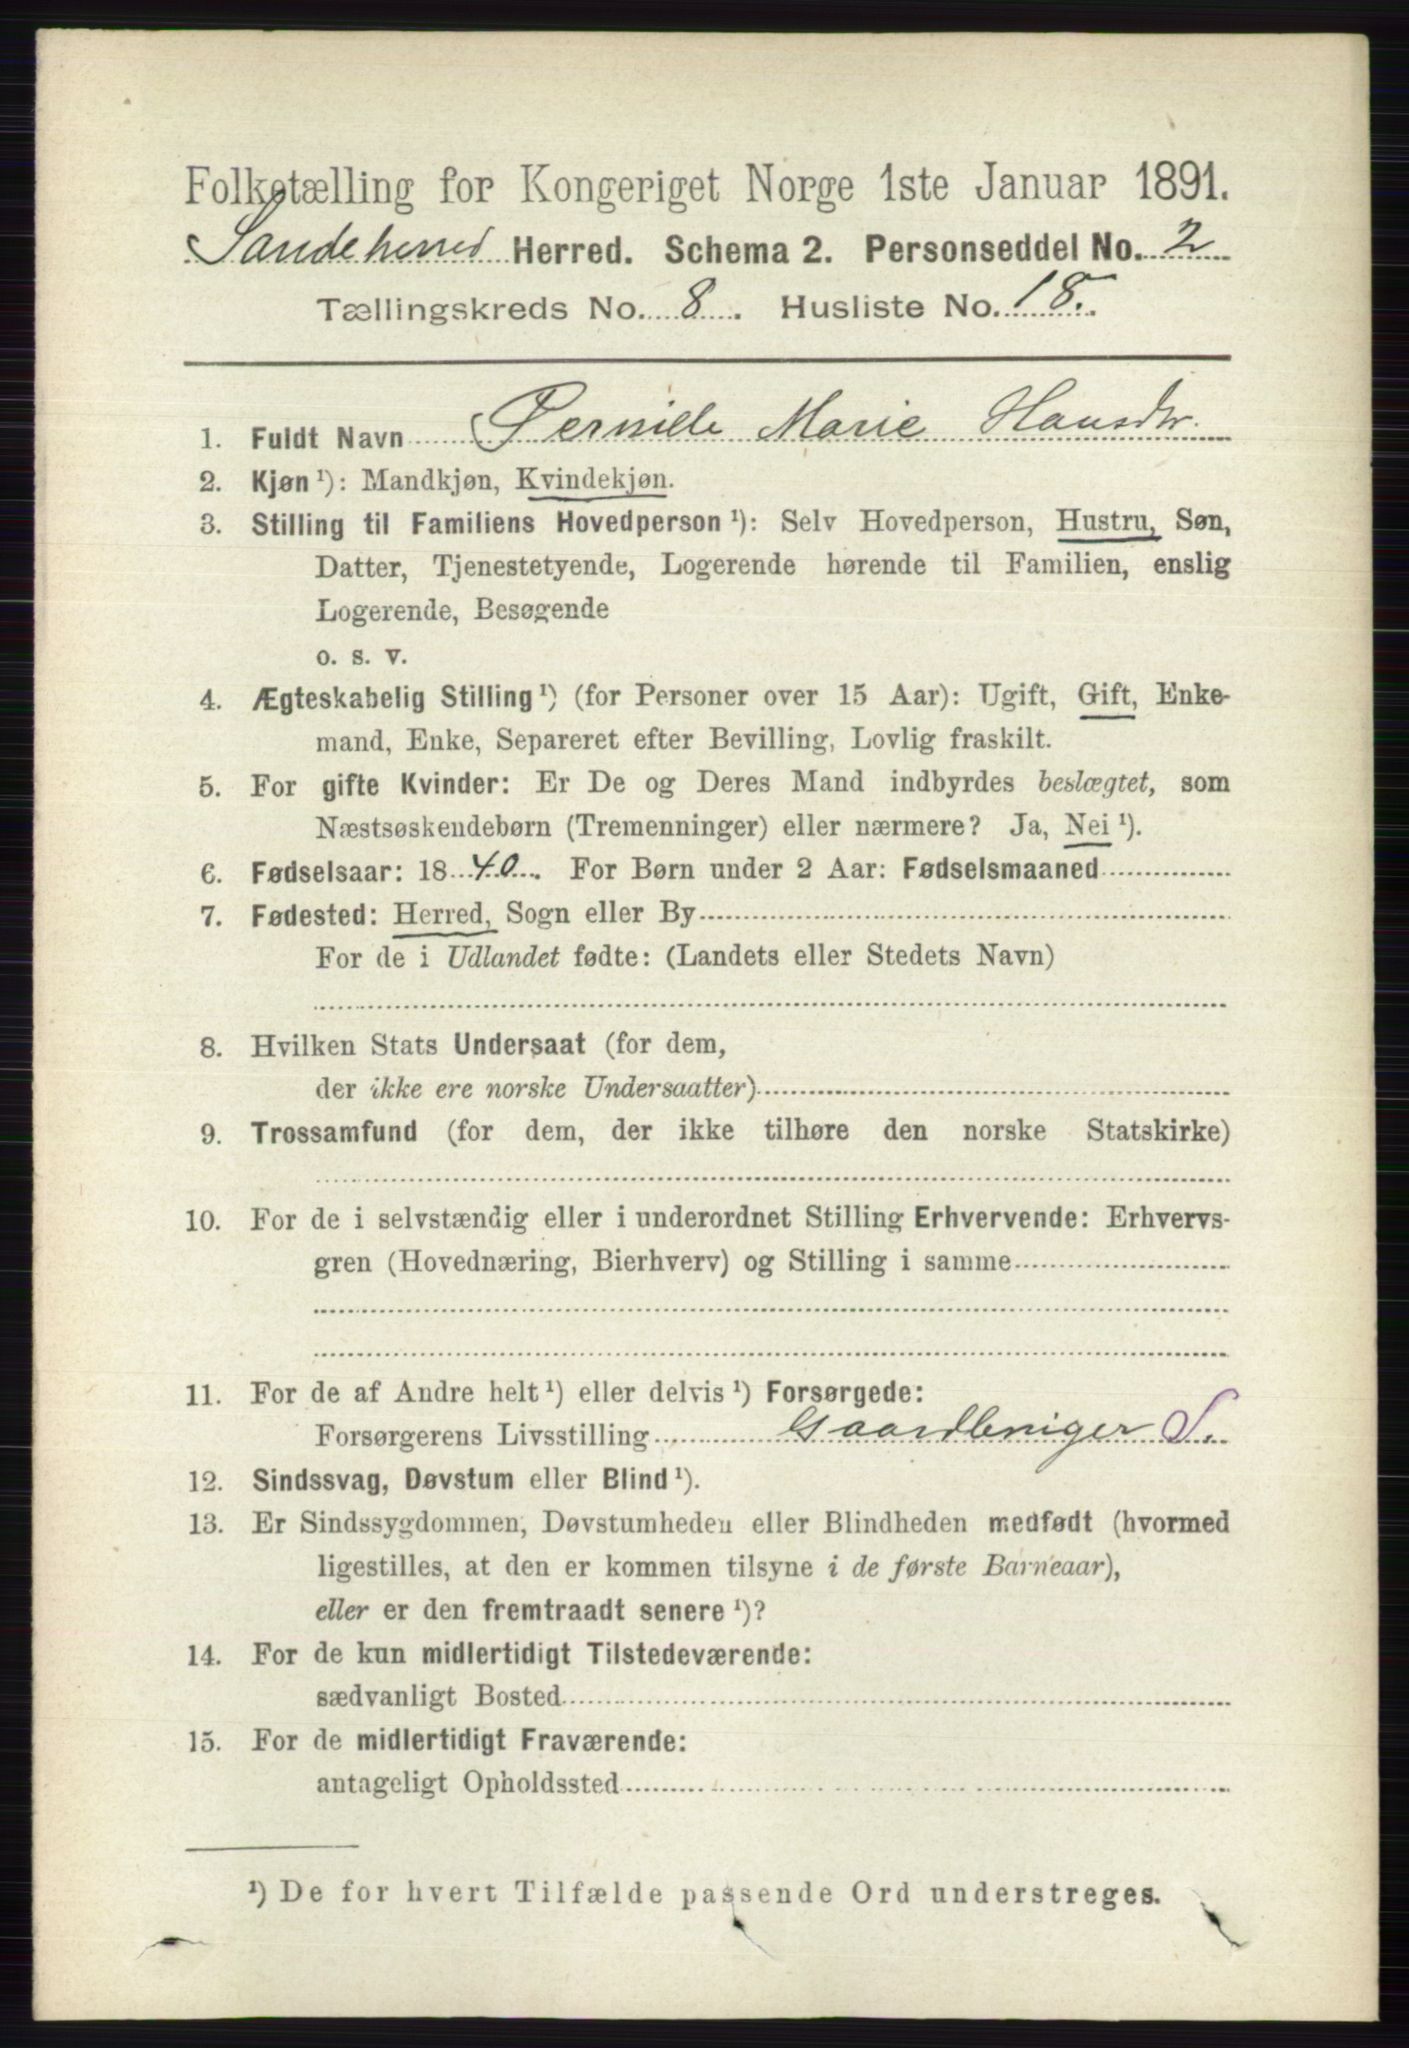 Folketælling for Kongeriget Norge 1ste Januar 1891.
Sandeherred Herred. Schema 2. Personseddel No. 2
Tællingskreds No. 8. Husliste No. 18.
1. Fuldt Navn Pernille Marie Hansdtr.
2. Kjøn ¹): Mandkjøn, Kvindekjøn.
3. Stilling til Familiens Hovedperson ¹): Selv Hovedperson, Hustru, Søn,
Datter, Tjenestetyende, Logerende hørende til Familien, enslig
Logerende, Besøgende
o. s. v.
4. Ægteskabelig Stilling ¹) (for Personer over 15 Aar): Ugift, Gift, Enke-
mand, Enke, Separeret efter Bevilling, Lovlig fraskilt.
5. For gifte Kvinder: Er De og Deres Mand indbyrdes beslægtet, som
Næstsøskendebørn (Tremenninger) eller nærmere? Ja, Nei ¹).
6. Fødselsaar: 1840. For Børn under 2 Aar: Fødselsmaaned
7. Fødested: Herred, Sogn eller By
For de i Udlandet fødte: (Landets eller Stedets Navn)
8. Hvilken Stats Undersaat (for dem,
der ikke ere norske Undersaatter)
9. Trossamfund (for dem, der ikke tilhøre den norske Statskirke)
10. For de i selvstændig eller i underordnet Stilling Erhvervende: Erhvervs-
gren (Hovednæring, Bierhverv) og Stilling i samme
11. For de af Andre helt ¹) eller delvis ¹) Forsørgede:
Forsørgerens Livsstilling Gaardbruger S.
12. Sindssvag, Døvstum eller Blind ¹).
13. Er Sindssygdommen, Døvstumheden eller Blindheden medfødt (hvormed
ligestilles, at den er kommen tilsyne i de første Barneaar),
eller er den fremtraadt senere ¹)?
14. For de kun midlertidigt Tilstedeværende:
sædvanligt Bosted
15. For de midlertidigt Fraværende:
antageligt Opholdssted
¹) De for hvert Tilfælde passende Ord understreges.